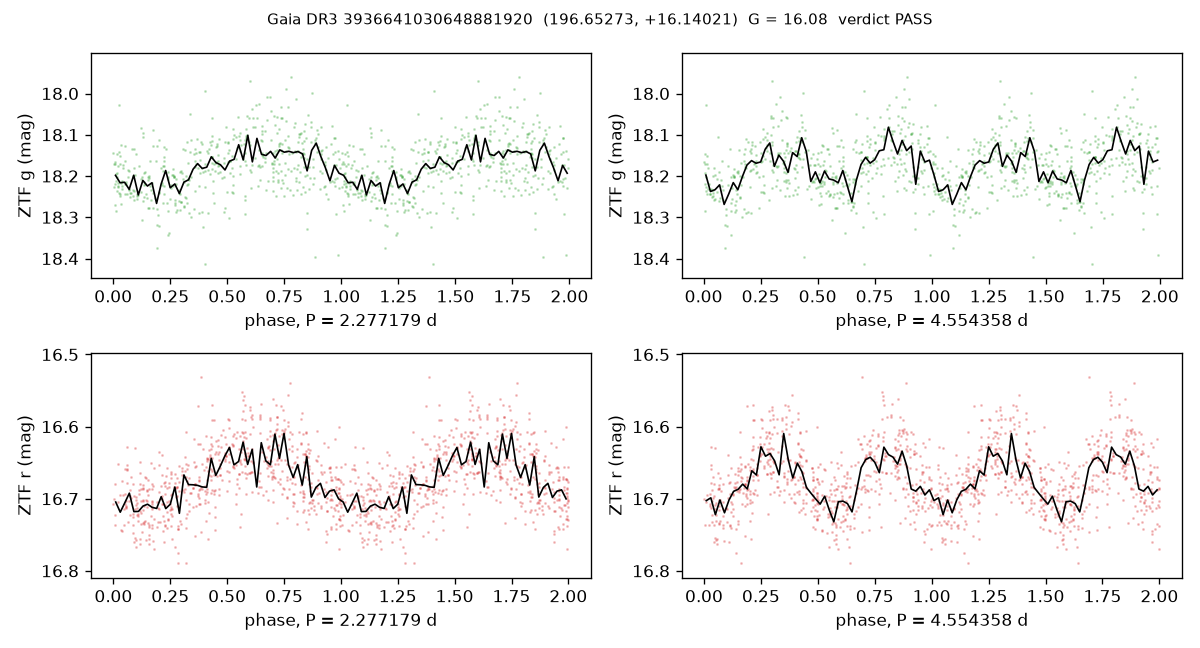 Gaia DR3 3936641030648881920 (196.65273, +16.14021) G = 16.08 verdict PASS
ZTF g (mag)
18.0
18.1
18.2
18.3
18.4
0.00 0.25 0.50 0.75 1.00 1.25 1.50 1.75 2.00
phase, P = 2.277179 d
ZTF g (mag)
18.0
18.1
18.2
18.3
18.4
0.00 0.25 0.50 0.75 1.00 1.25 1.50 1.75 2.00
phase, P = 4.554358 d
ZTF r (mag)
16.5
16.6
16.7
16.8
0.00 0.25 0.50 0.75 1.00 1.25 1.50 1.75 2.00
phase, P = 2.277179 d
ZTF r (mag)
16.5
16.6
16.7
16.8
0.00 0.25 0.50 0.75 1.00 1.25 1.50 1.75 2.00
phase, P = 4.554358 d